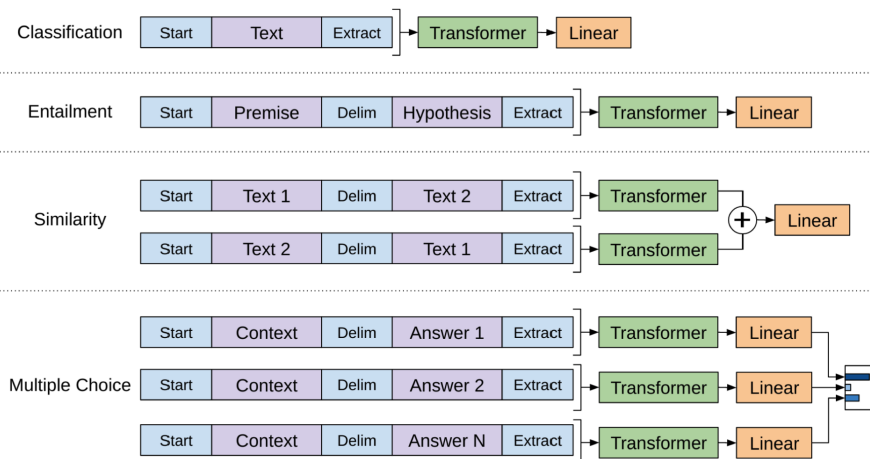 Classification Start Text Extract Transformer Linear
Entailment Start Premise Delim Hypothesis Extract Transformer Linear
Similarity
Start Text 1 Delim Text 2 Extract Transformer
+ Linear
Start Text 2 Delim Text 1 Extract Transformer
Multiple Choice
Start Context Delim Answer 1 Extract Transformer Linear
Start Context Delim Answer 2 Extract Transformer Linear
Start Context Delim Answer N Extract Transformer Linear